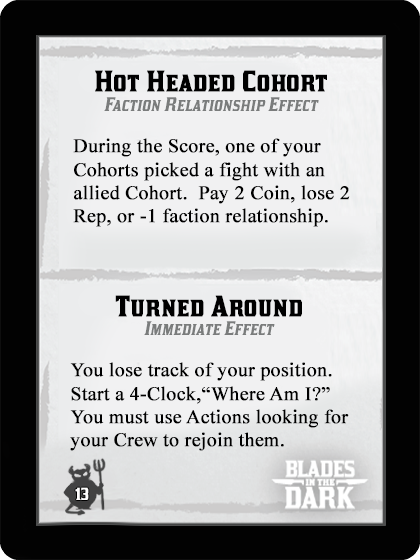 Hot Headed Cohort
Faction Relationship Effect
During the Score, one of your
Cohorts picked a fight with an
allied Cohort.  Pay 2 Coin, lose 2
Rep, or -1 faction relationship.
Turned Around
Immediate Effect
You lose track of your position.
Start a 4-Clock,“Where Am I?”
You must use Actions looking for
your Crew to rejoin them.
13
BLADES
IN THE
DARK